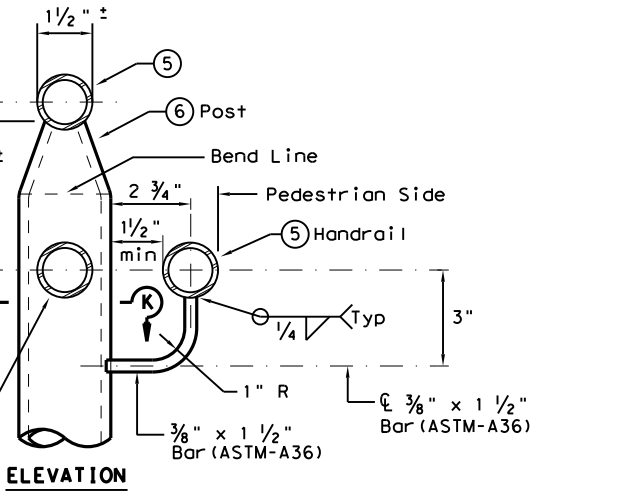 1½" ±
5
6 Post
Bend Line
2 ¾"
Pedestrian Side
1½"
min
5 Handrail
K
¼
Typ
3"
1" R
℄ ⅜" x 1 ½"
Bar (ASTM-A36)
⅜" x 1 ½"
Bar (ASTM-A36)
ELEVATION